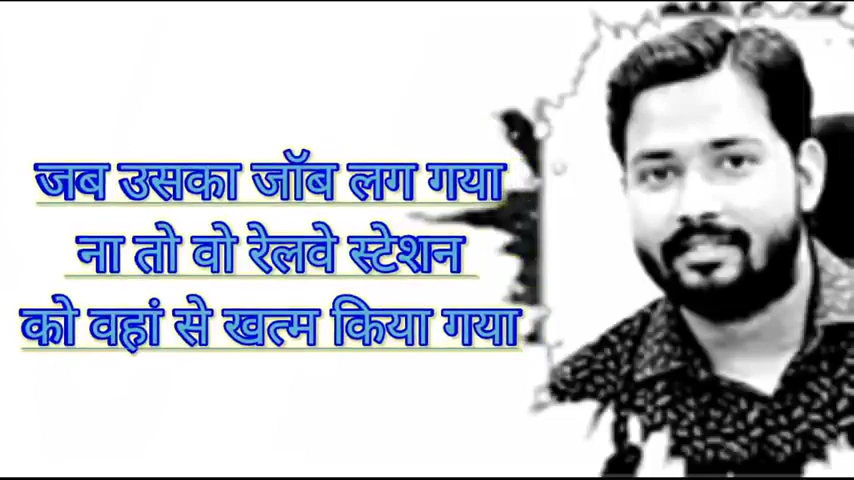 जब उसका जॉब लग गया
ना तो वो रेलवे स्टेशन
को वहां से खत्म किया गया